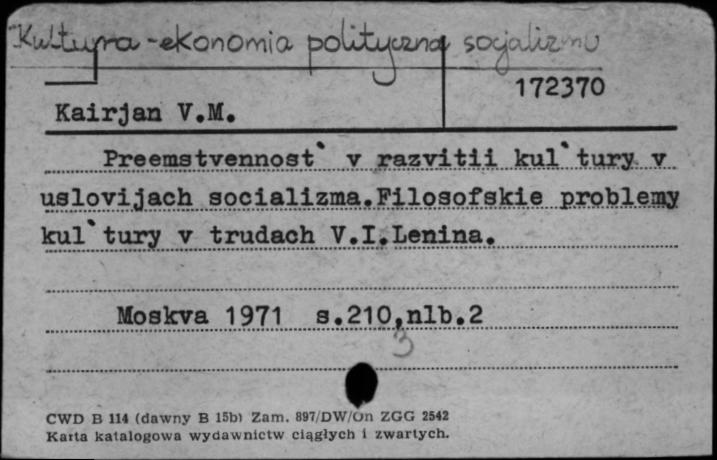 Kultura - ekonomia polityczna socjalizmu
172370
Kairjan V.M.
Preemstvennost` v razvitii kul`tury v
uslovijach socializma.Filosofskie problemy
kul`tury v trudach V.I.Lenina.
Moskva 1971 s.210,nlb.2
3
CWD B 114 (dawny B 15b) Zam. 897/DW/On ZGG 2542
Karta katalogowa wydawnictw ciągłych i zwartych.